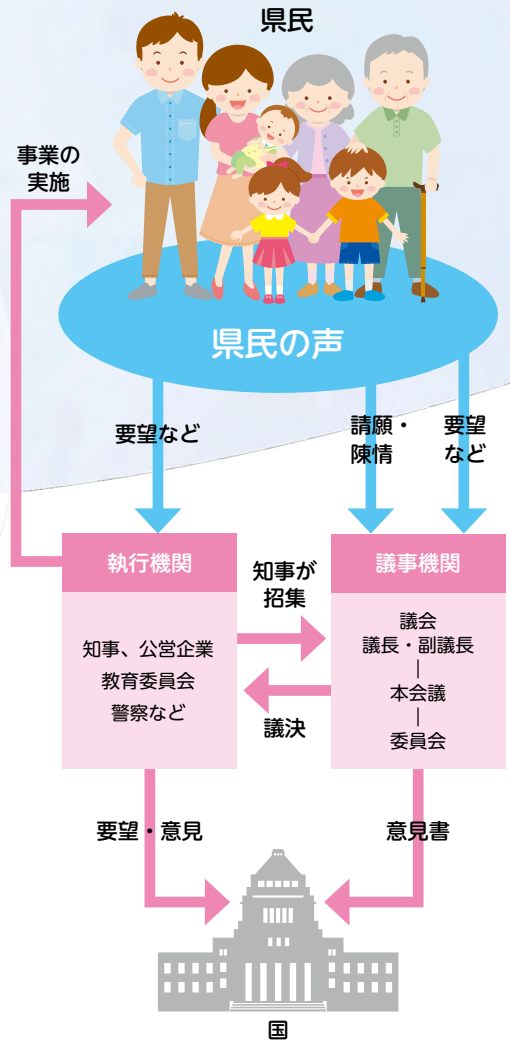 県民
事業の
実施
県民の声
要望など
請願・
陳情
要望
など
執行機関
知事、公営企業
教育委員会
警察など
知事が
招集
議決
議事機関
議会
議長・副議長
｜
本会議
｜
委員会
要望・意見
意見書
国